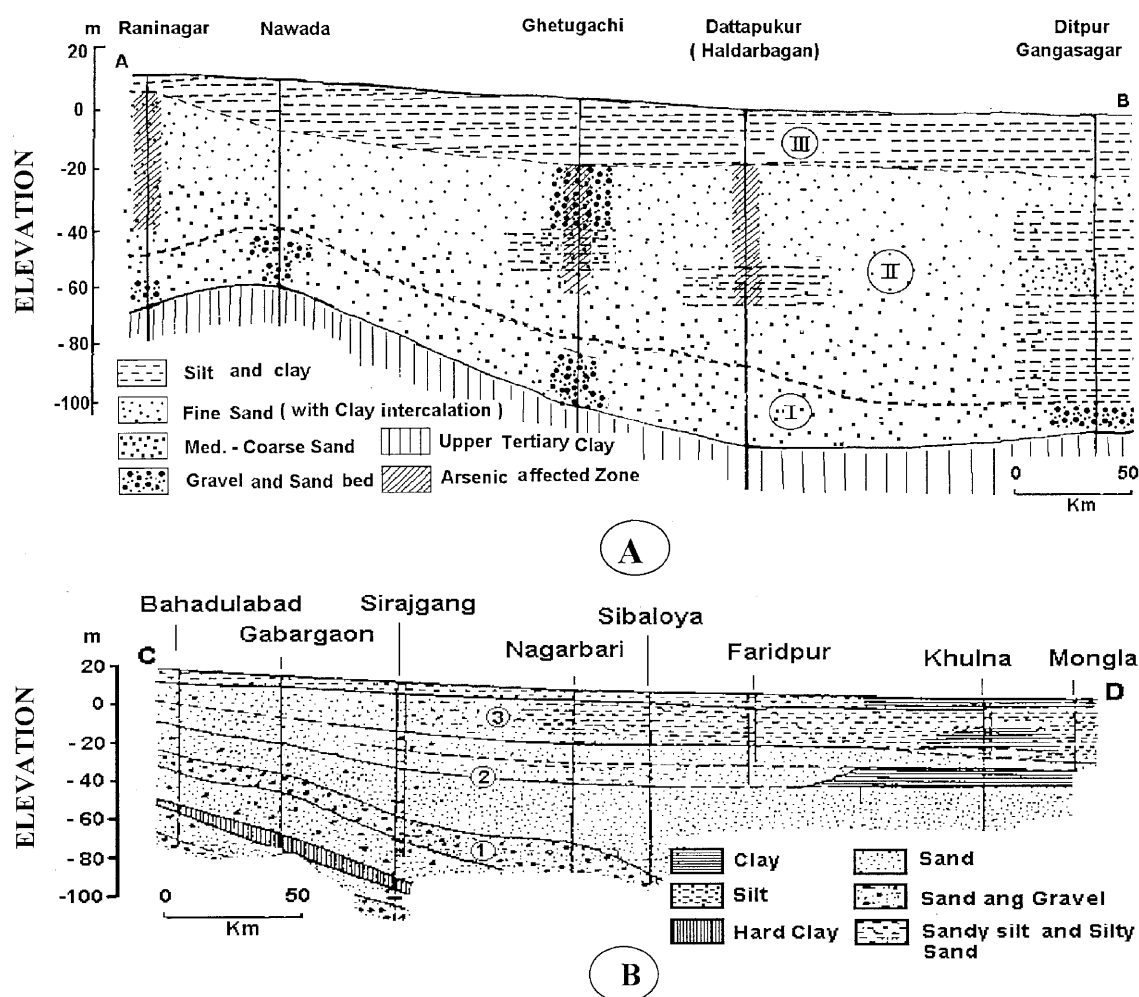 Raninagar Nawada Ghetugachi Dattapukur ( Haldarbagan) Ditpur Gangasagar
m
20
A
B
0
-20
-40
-60
-80
-100
ELEVATION
III
II
I
Silt and clay
Fine Sand ( with Clay intercalation )
Med. - Coarse Sand
Upper Tertiary Clay
Gravel and Sand bed
Arsenic affected Zone
0 50
Km
A
Bahadulabad Gabargaon Sirajgang Nagarbari Sibaloya Faridpur Khulna Mongla
m
20
C
D
0
-20
-40
-60
-80
-100
ELEVATION
3
2
1
0 50
Km
Clay
Sand
Silt
Sand ang Gravel
Hard Clay
Sandy silt and Silty
Sand
B